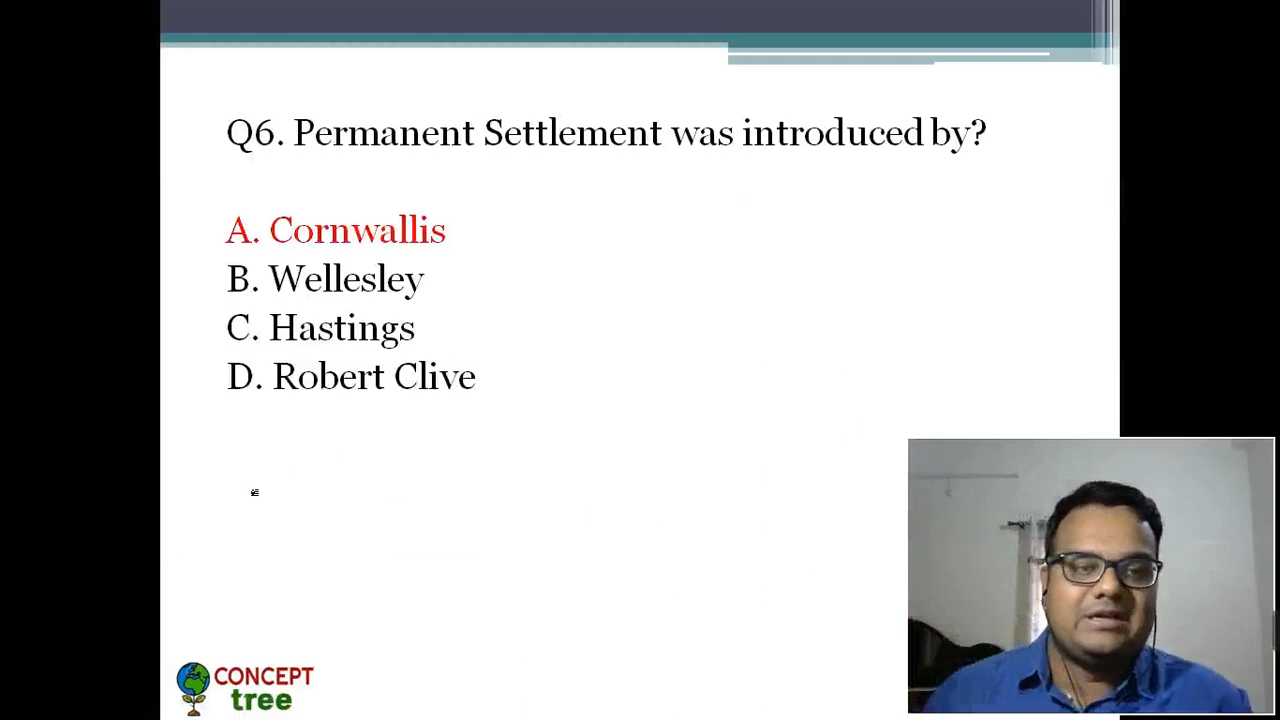 Q6. Permanent Settlement was introduced by?
A. Cornwallis
B. Wellesley
C. Hastings
D. Robert Clive
CONCEPT
tree